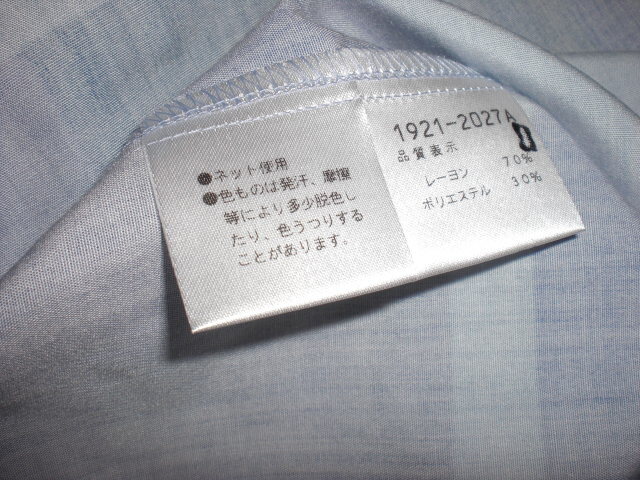 ●ネット使用
●色ものは発汗、摩擦
等により多少脱色し
たり、色うつりする
ことがあります。
1921-2027A
品質表示
レーヨン 70%
ポリエステル 30%